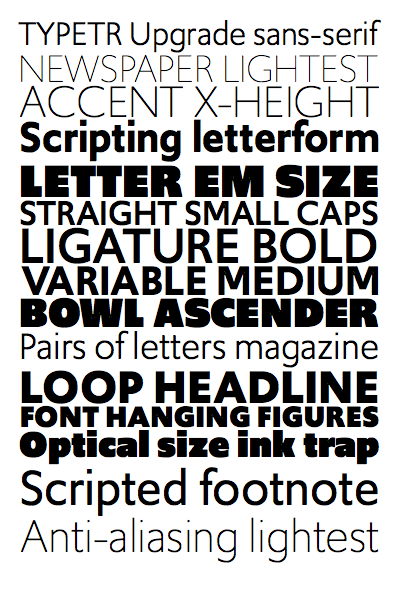 TYPETR Upgrade sans-serif
NEWSPAPER LIGHTEST
ACCENT X-HEIGHT
Scripting letterform
LETTER EM SIZE
STRAIGHT SMALL CAPS
LIGATURE BOLD
VARIABLE MEDIUM
BOWL ASCENDER
Pairs of letters magazine
LOOP HEADLINE
FONT HANGING FIGURES
Optical size ink trap
Scripted footnote
Anti-aliasing lightest